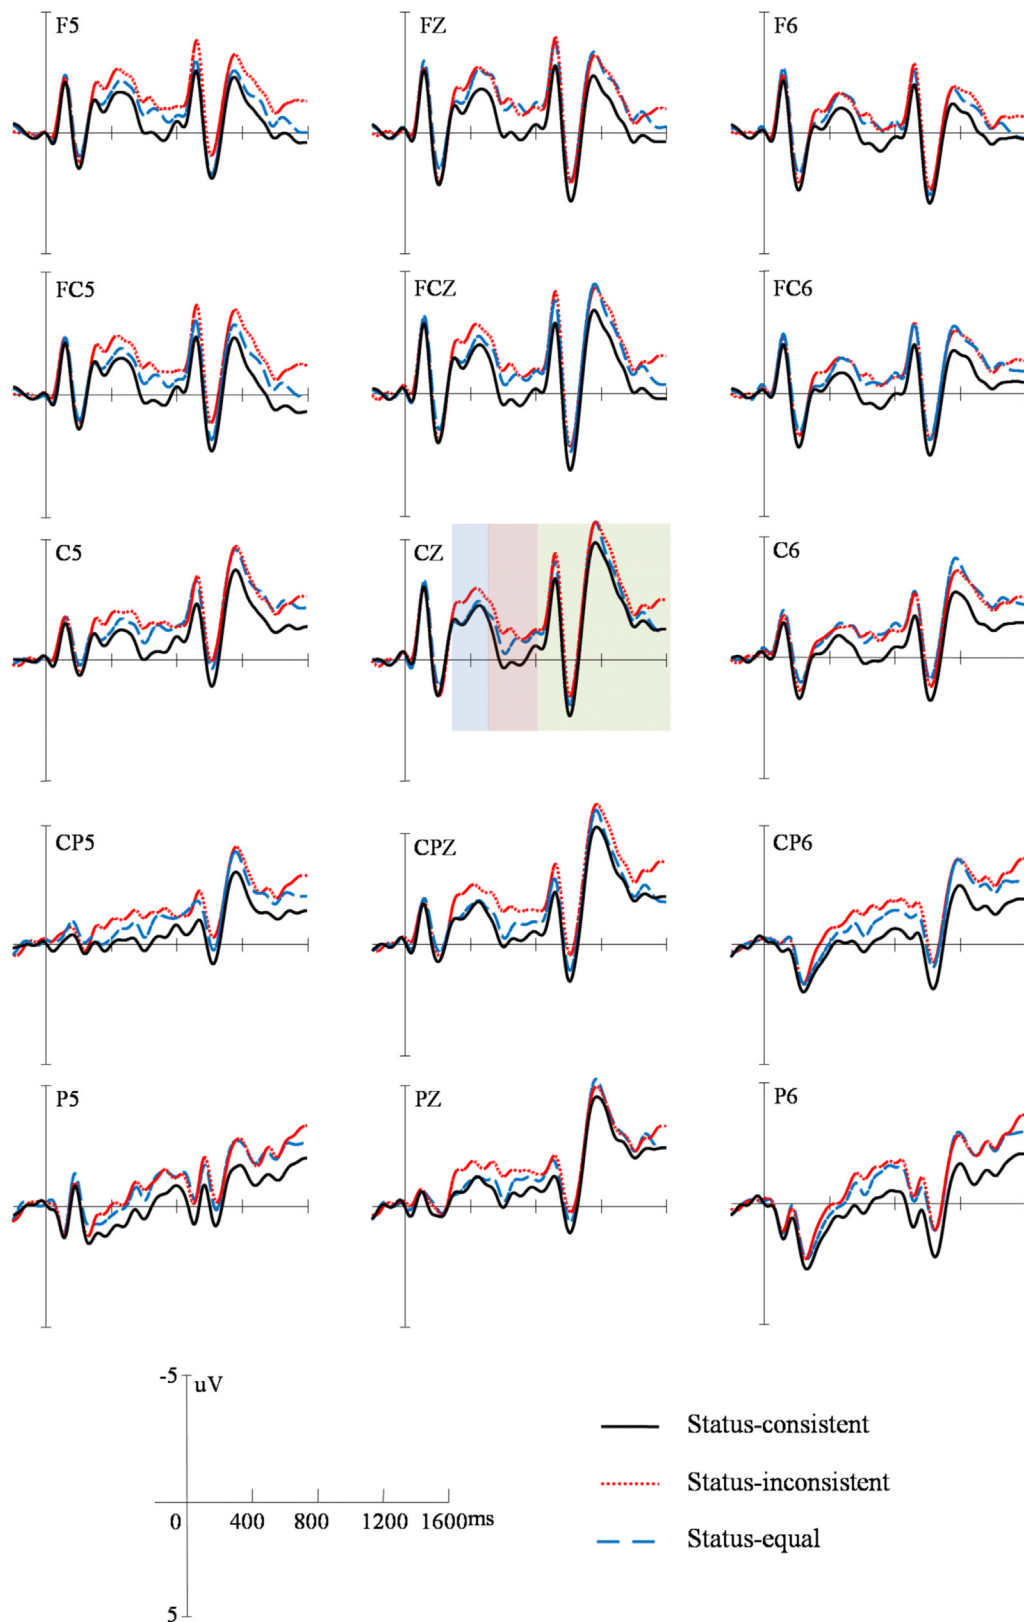 F5 FZ F6
FC5 FCZ FC6
C5 CZ C6
CP5 CPZ CP6
P5 PZ P6
-5 uV
0 400 800 1200 1600ms
5
Status-consistent
Status-inconsistent
Status-equal